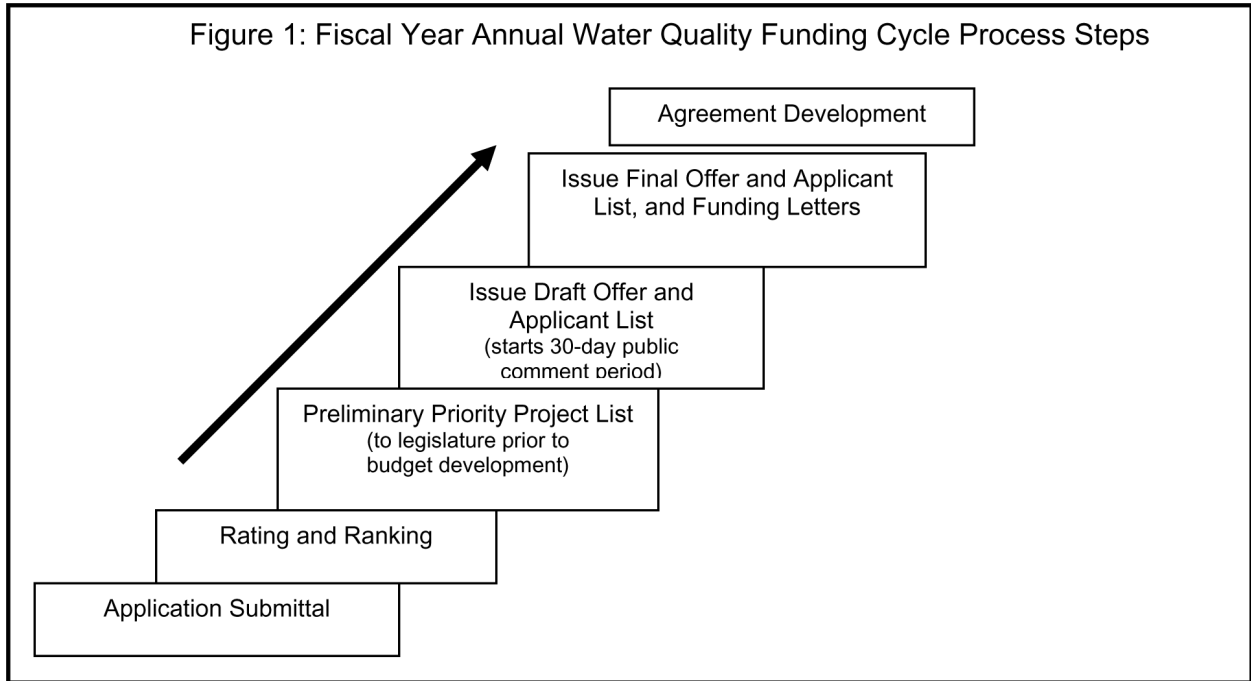 Figure 1: Fiscal Year Annual Water Quality Funding Cycle Process Steps
Agreement Development
Issue Final Offer and Applicant
List, and Funding Letters
Issue Draft Offer and
Applicant List
(starts 30-day public
comment period)
Preliminary Priority Project List
(to legislature prior to
budget development)
Rating and Ranking
Application Submittal